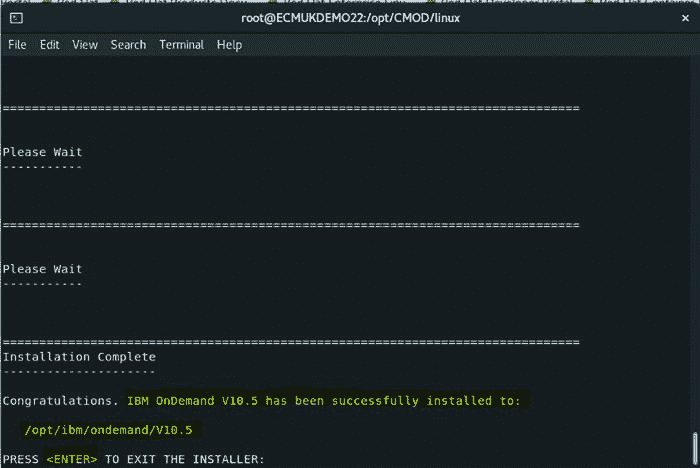 root@ECMUKDEMO22:/opt/CMOD/linux
File Edit View Search Terminal Help
===============================================================================
Please Wait
-----------
===============================================================================
Please Wait
-----------
===============================================================================
Installation Complete
---------------------
Congratulations. IBM OnDemand V10.5 has been successfully installed to:
/opt/ibm/ondemand/V10.5
PRESS <ENTER> TO EXIT THE INSTALLER: